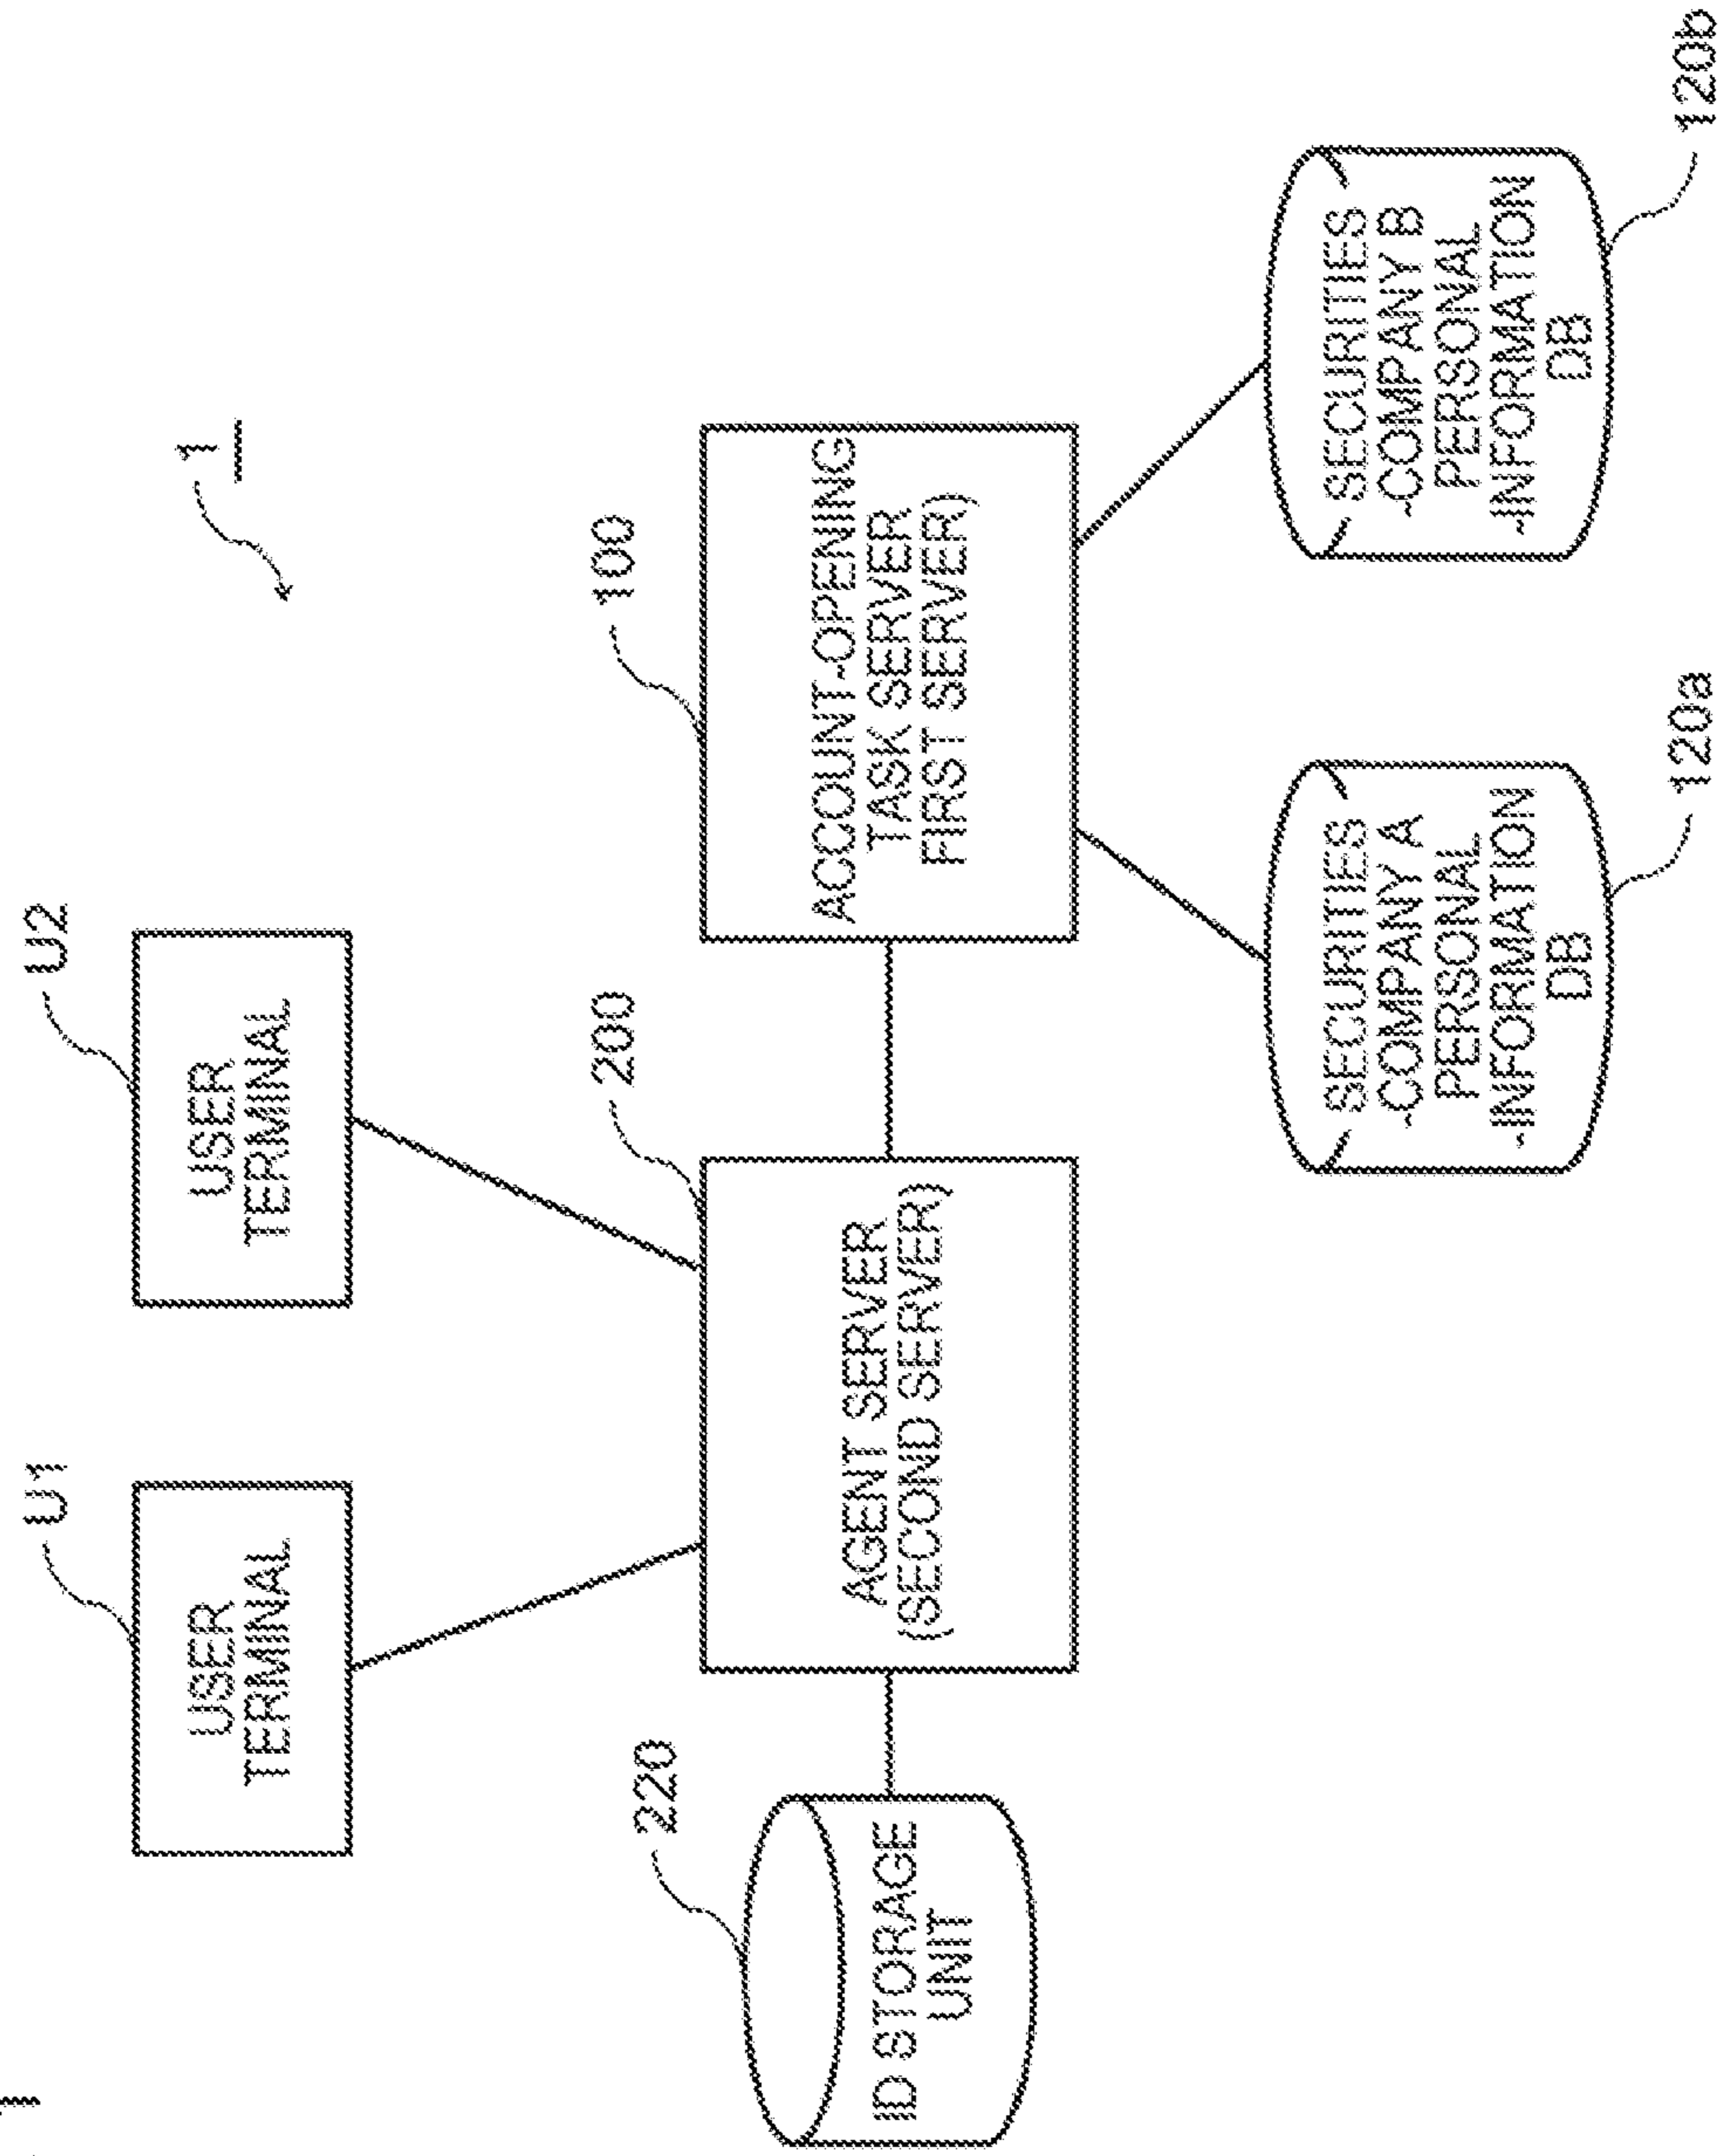 1
1
U1
U2
USER
TERMINAL
USER
TERMINAL
220
200
100
ID STORAGE
UNIT
AGENT SERVER
(SECOND SERVER)
ACCOUNT-OPENING
TASK SERVER
FIRST SERVER)
SECURITIES
COMPANY A
PERSONAL
INFORMATION
DB
SECURITIES
COMPANY B
PERSONAL
INFORMATION
DB
120a
120b